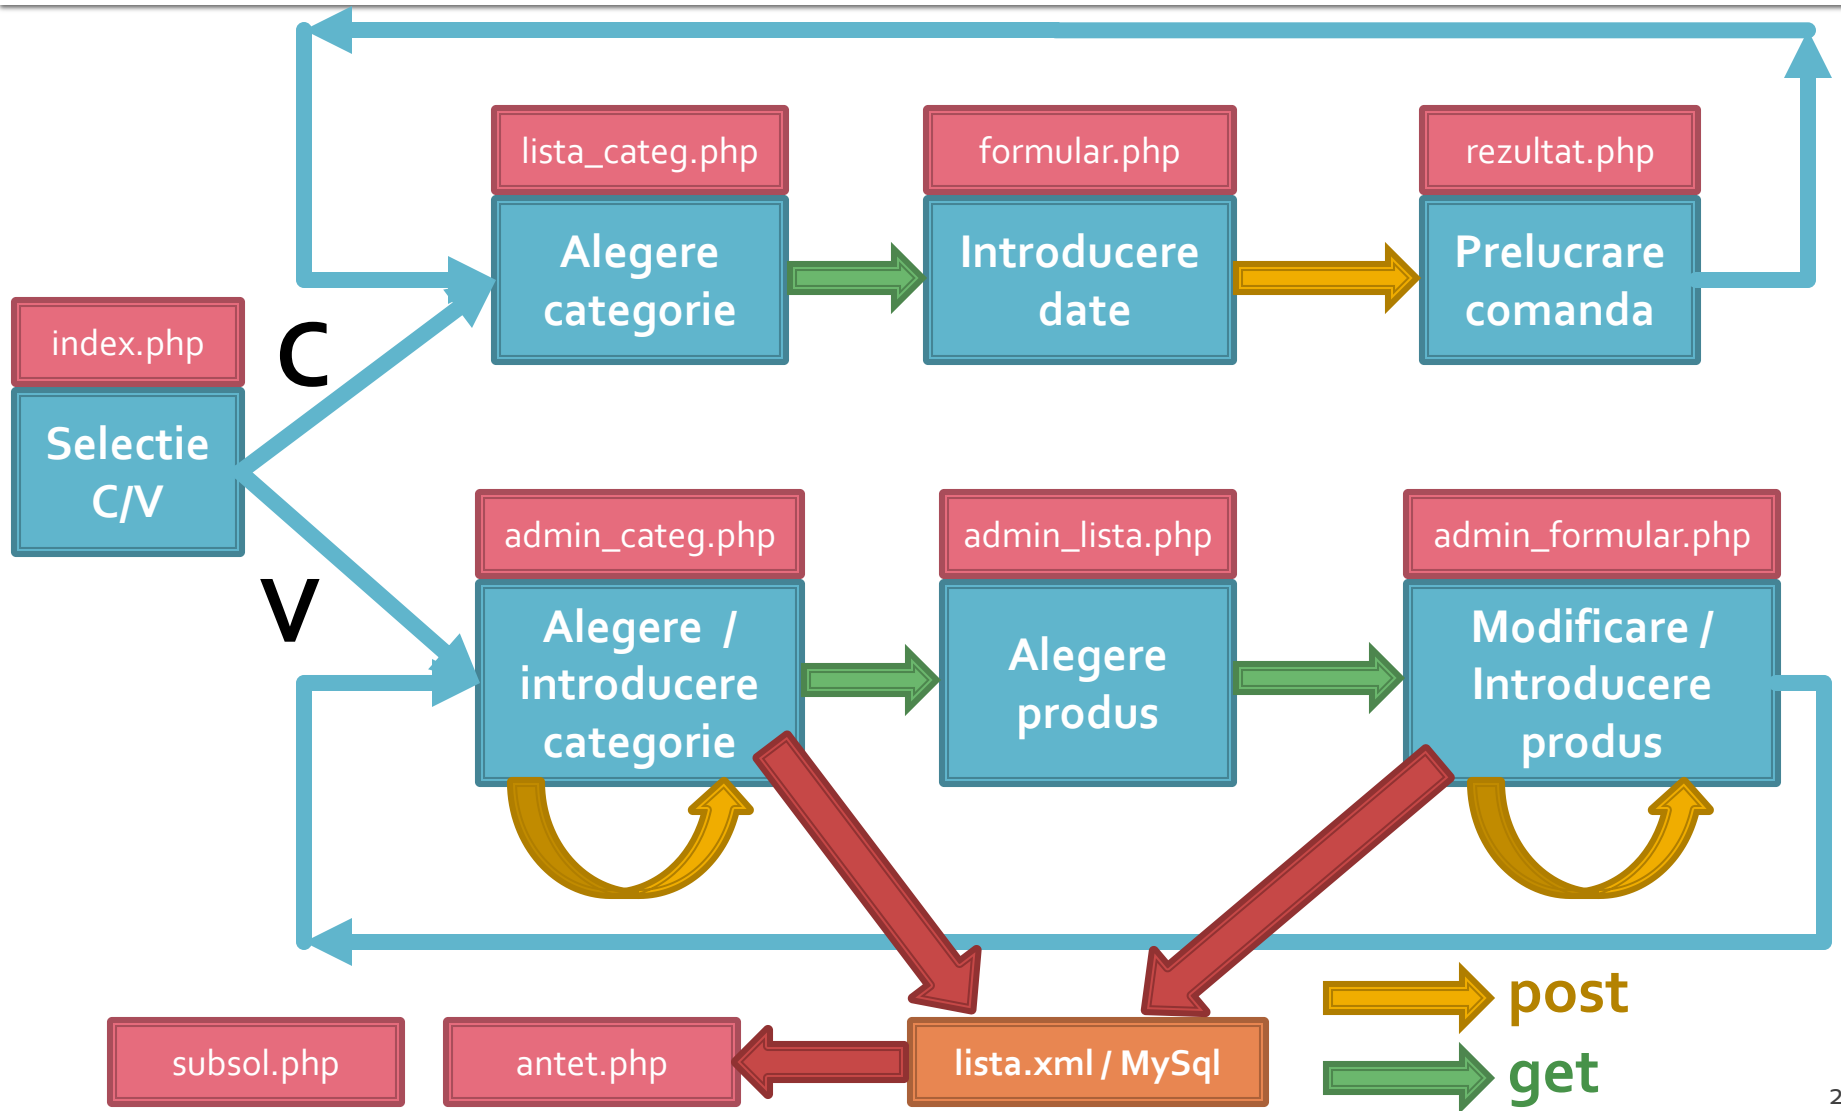 lista_categ.php
formular.php
rezultat.php
Alegere
categorie
Introducere
date
Prelucrare
comanda
index.php
C
Selectie
C/V
V
admin_categ.php
admin_lista.php
admin_formular.php
Alegere /
introducere
categorie
Alegere
produs
Modificare /
Introducere
produs
post
get
subsol.php
antet.php
lista.xml / MySql